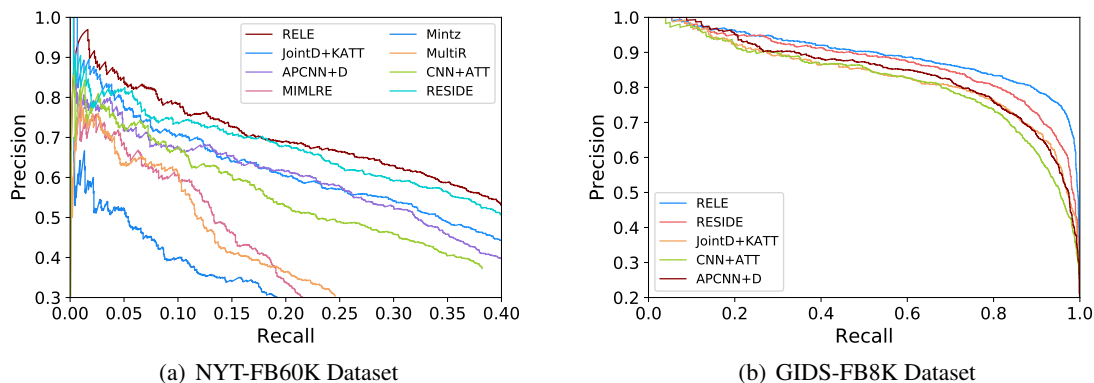 1.0
0.9
0.8
0.7
0.6
0.5
0.4
0.3
Precision
0.00 0.05 0.10 0.15 0.20 0.25 0.30 0.35 0.40
Recall
RELE
JointD+KATT
APCNN+D
MIMLRE
Mintz
MultiR
CNN+ATT
RESIDE
(a) NYT-FB60K Dataset
1.0
0.9
0.8
0.7
0.6
0.5
0.4
0.3
0.2
Precision
0.0 0.2 0.4 0.6 0.8 1.0
Recall
RELE
RESIDE
JointD+KATT
CNN+ATT
APCNN+D
(b) GIDS-FB8K Dataset